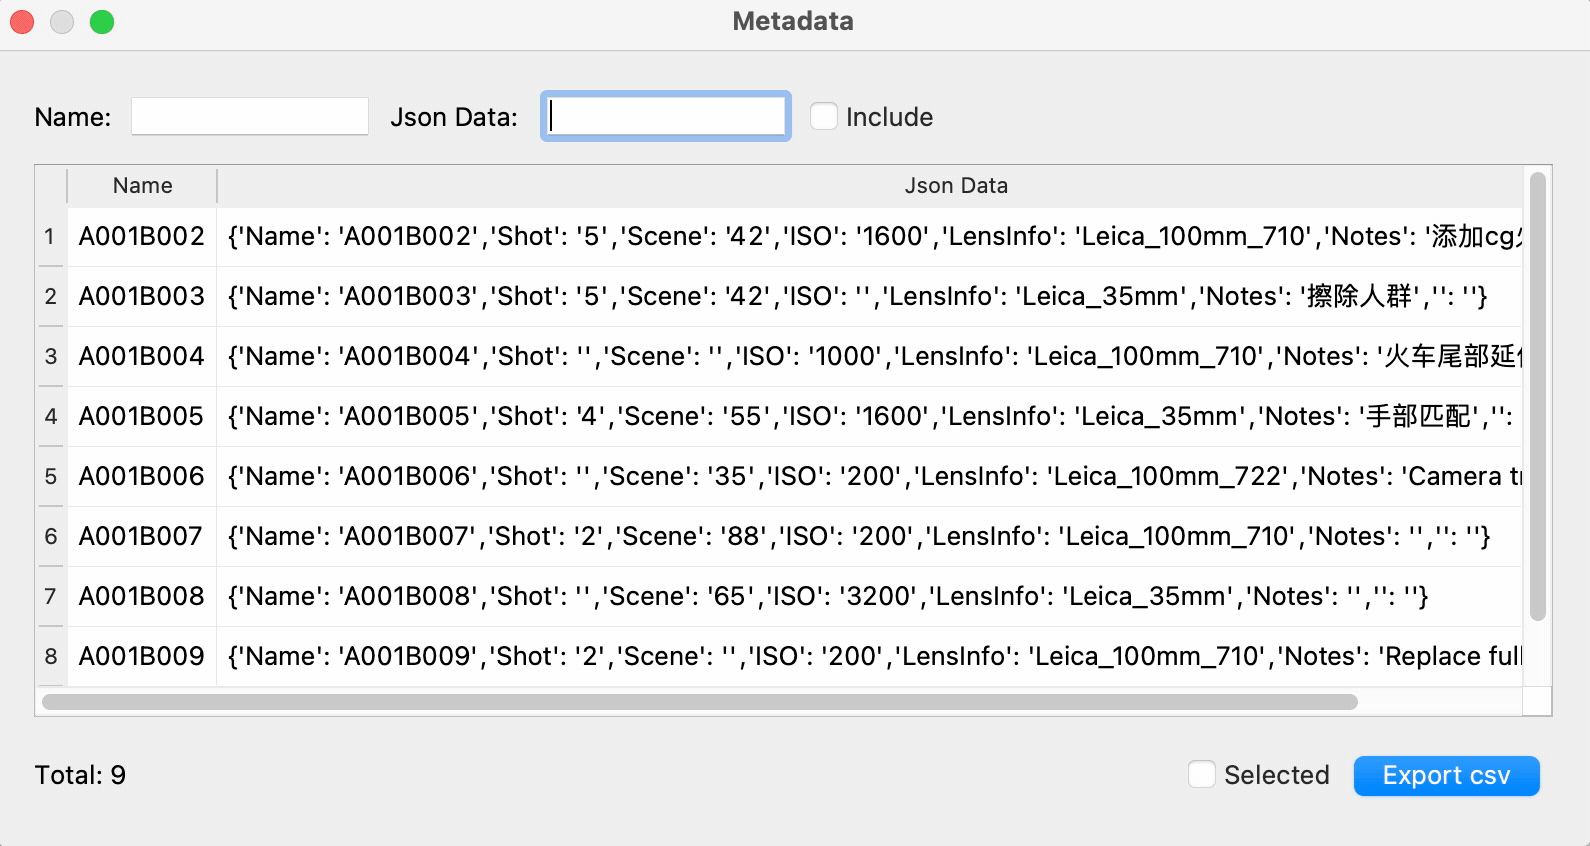 Metadata
Name: Json Data: Include
Name Json Data
1 A001B002 {'Name': 'A001B002','Shot': '5','Scene': '42','ISO': '1600','LensInfo': 'Leica_100mm_710','Notes': '添加cg
2 A001B003 {'Name': 'A001B003','Shot': '5','Scene': '42','ISO': '','LensInfo': 'Leica_35mm','Notes': '擦除人群','': ''}
3 A001B004 {'Name': 'A001B004','Shot': '','Scene': '','ISO': '1000','LensInfo': 'Leica_100mm_710','Notes': '火车尾部延
4 A001B005 {'Name': 'A001B005','Shot': '4','Scene': '55','ISO': '1600','LensInfo': 'Leica_35mm','Notes': '手部匹配','':
5 A001B006 {'Name': 'A001B006','Shot': '','Scene': '35','ISO': '200','LensInfo': 'Leica_100mm_722','Notes': 'Camera
6 A001B007 {'Name': 'A001B007','Shot': '2','Scene': '88','ISO': '200','LensInfo': 'Leica_100mm_710','Notes': '','': ''}
7 A001B008 {'Name': 'A001B008','Shot': '','Scene': '65','ISO': '3200','LensInfo': 'Leica_35mm','Notes': '','': ''}
8 A001B009 {'Name': 'A001B009','Shot': '2','Scene': '','ISO': '200','LensInfo': 'Leica_100mm_710','Notes': 'Replace full
Total: 9 Selected Export csv